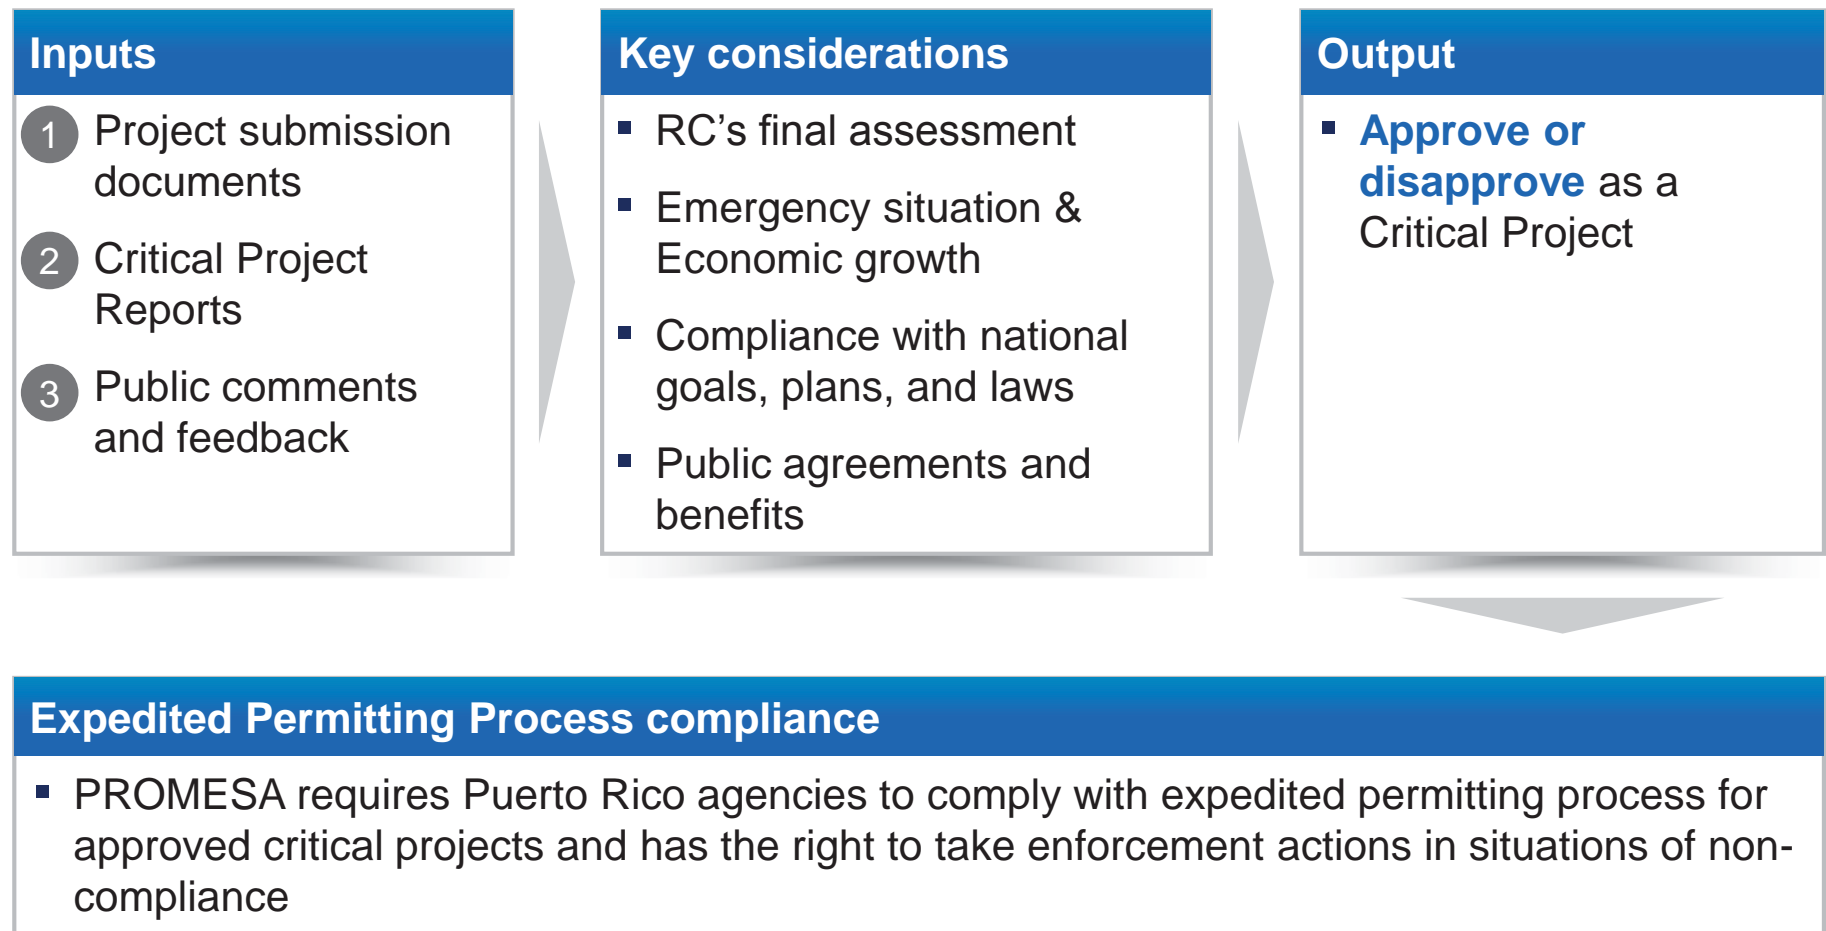 Inputs
1 Project submission
documents
2 Critical Project
Reports
3 Public comments
and feedback
Key considerations
▪ RC’s final assessment
▪ Emergency situation &
Economic growth
▪ Compliance with national
goals, plans, and laws
▪ Public agreements and
benefits
Output
▪ Approve or
disapprove as a
Critical Project
Expedited Permitting Process compliance
▪ PROMESA requires Puerto Rico agencies to comply with expedited permitting process for
approved critical projects and has the right to take enforcement actions in situations of non-
compliance